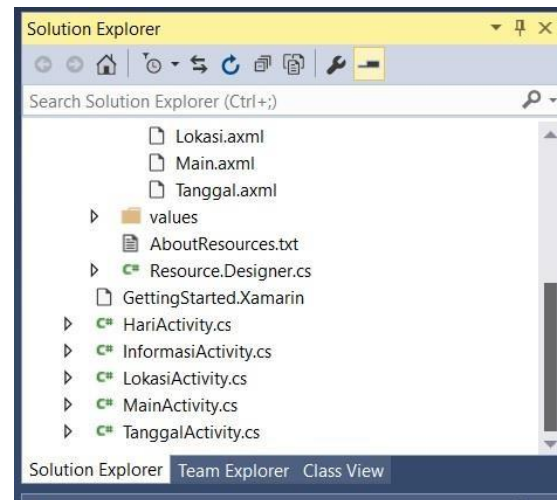 Solution Explorer
Search Solution Explorer (Ctrl+;)
Lokasi.axml
Main.axml
Tanggal.axml
values
AboutResources.txt
C# Resource.Designer.cs
GettingStarted.Xamarin
C# HariActivity.cs
C# InformasiActivity.cs
C# LokasiActivity.cs
C# MainActivity.cs
C# TanggalActivity.cs
Solution Explorer Team Explorer Class View